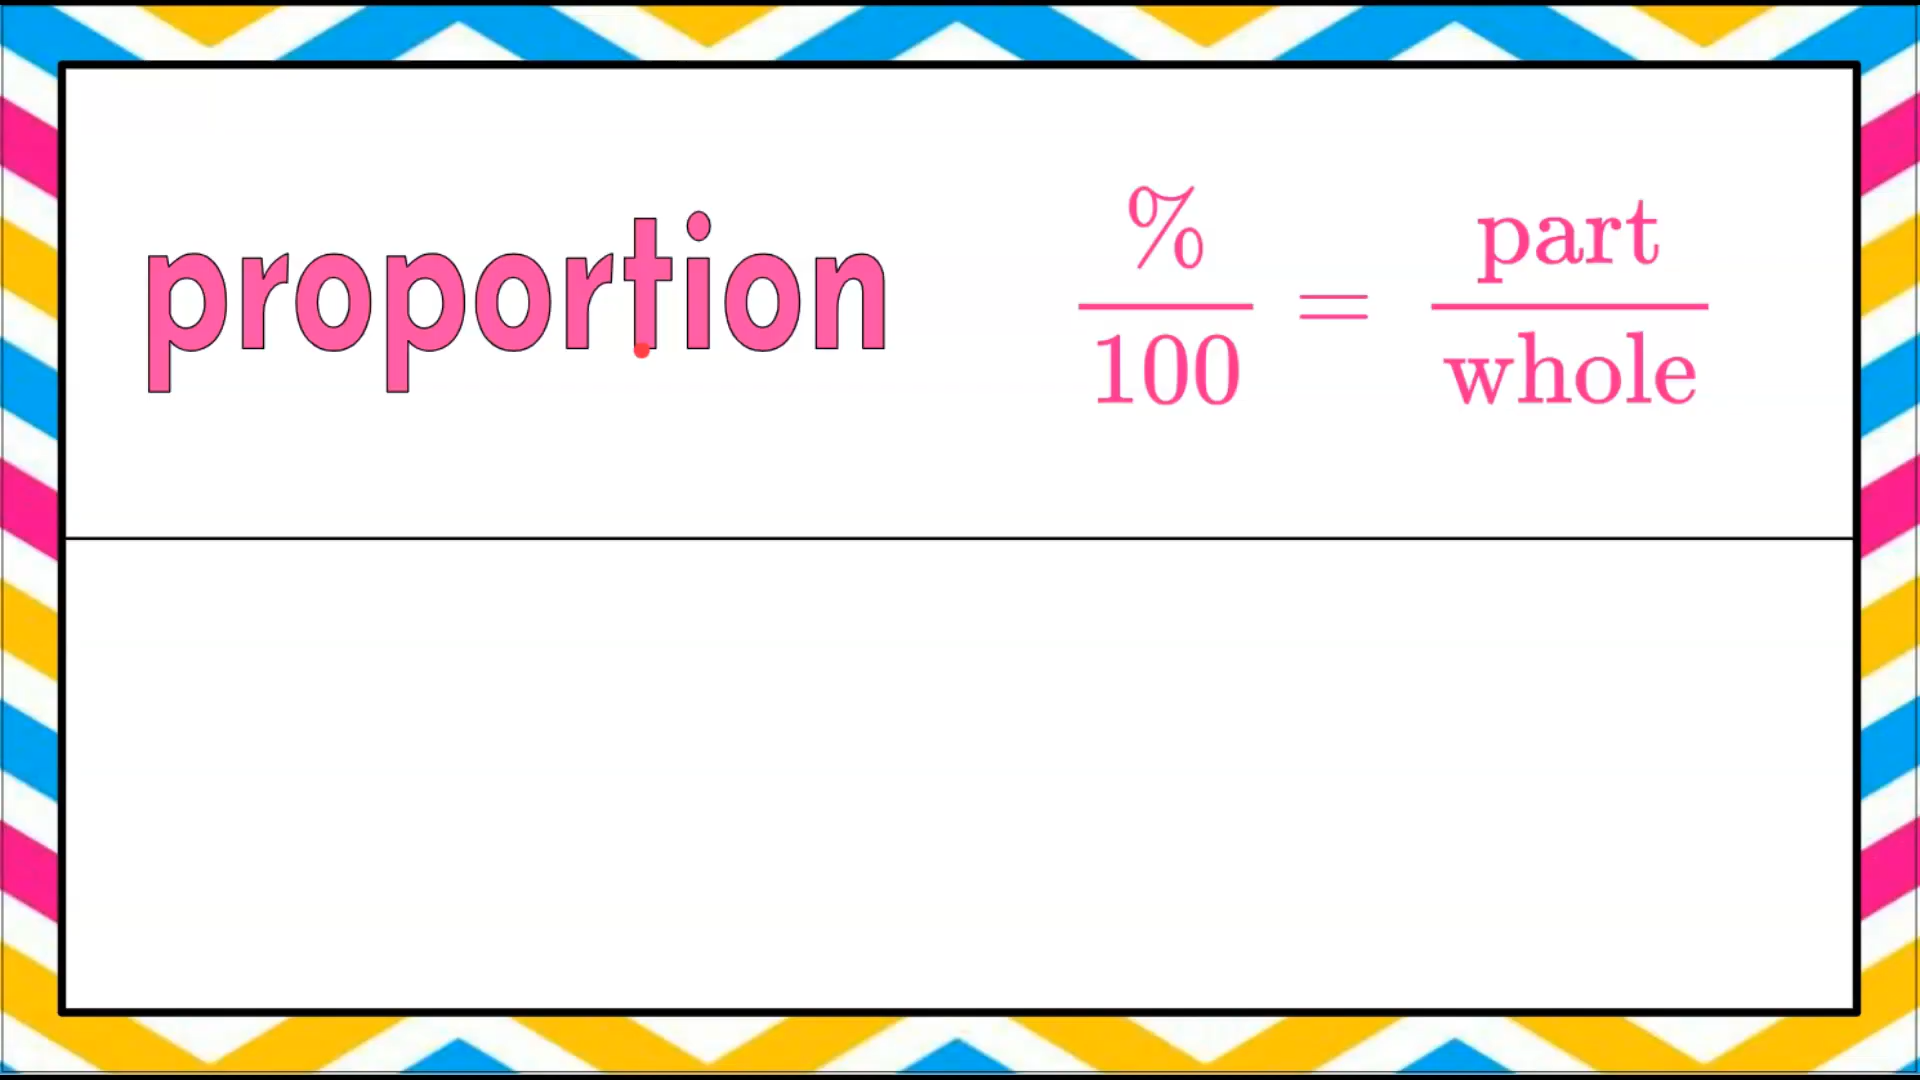 proportion
% / 100 = part / whole